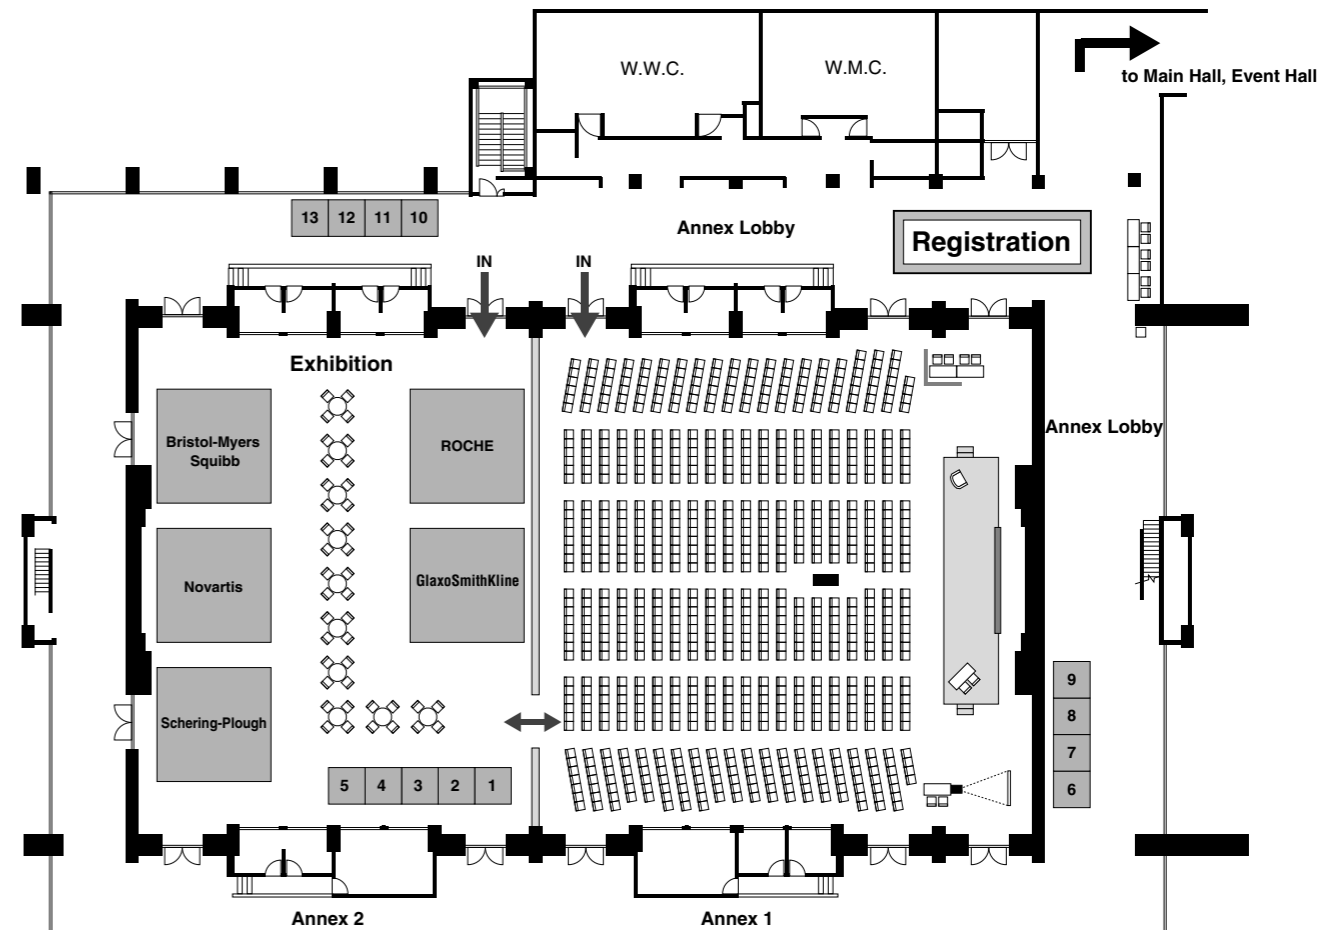 W.W.C.
W.M.C.
to Main Hall, Event Hall
13 12 11 10
Annex Lobby
Registration
IN
IN
Exhibition
Bristol-Myers
Squibb
ROCHE
Annex Lobby
Novartis
GlaxoSmithKline
Schering-Plough
9
8
7
6
5 4 3 2 1
Annex 2
Annex 1